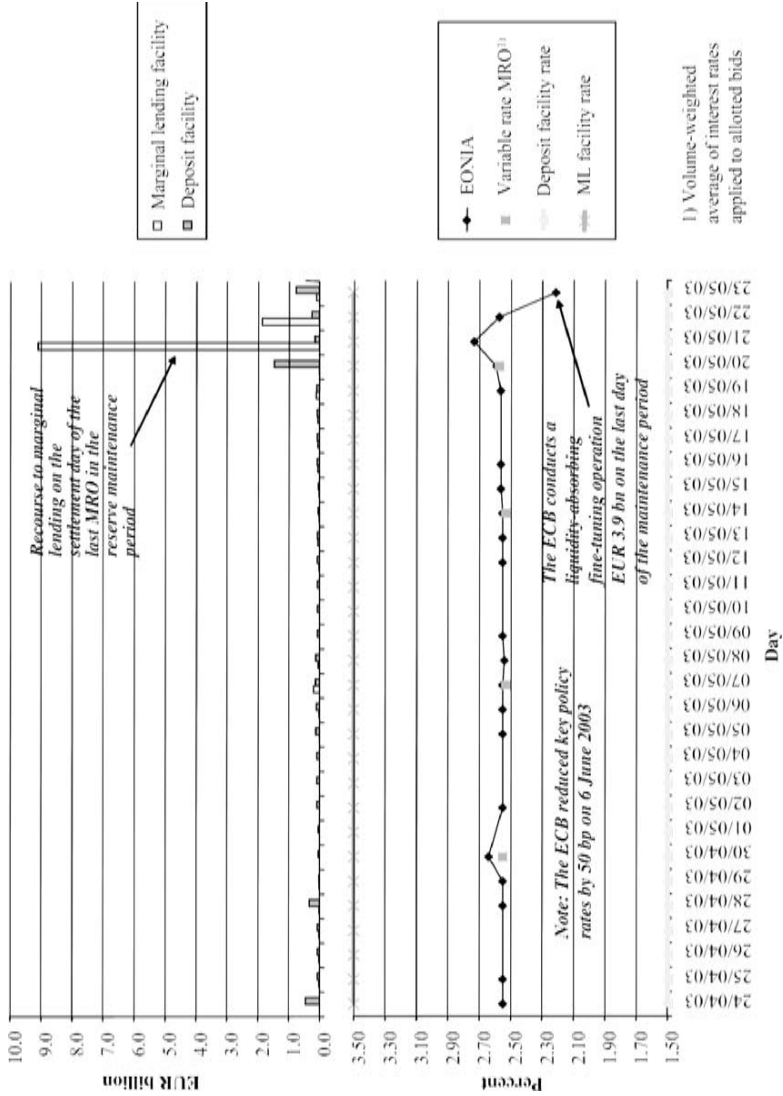 10.0
9.0
8.0
7.0
6.0
5.0
4.0
3.0
2.0
1.0
0.0
EUR billion
Recourse to marginal
lending on the
settlement day of the
last MRO in the
reserve maintenance
period
Marginal lending facility
Deposit facility
3.50
3.30
3.10
2.90
2.70
2.50
2.30
2.10
1.90
1.70
1.50
Percent
Note: The ECB reduced key policy
rates by 50 bp on 6 June 2003
The ECB conducts a
liquidity-absorbing
fine-tuning operation
EUR 3.9 bn on the last day
of the maintenance period
EONIA
Variable rate MRO1)
Deposit facility rate
ML facility rate
1) Volume-weighted
average of interest rates
applied to allotted bids
24/04/03
25/04/03
26/04/03
27/04/03
28/04/03
29/04/03
30/04/03
01/05/03
02/05/03
03/05/03
04/05/03
05/05/03
06/05/03
07/05/03
08/05/03
09/05/03
10/05/03
11/05/03
12/05/03
13/05/03
14/05/03
15/05/03
16/05/03
17/05/03
18/05/03
19/05/03
20/05/03
21/05/03
22/05/03
23/05/03
Day